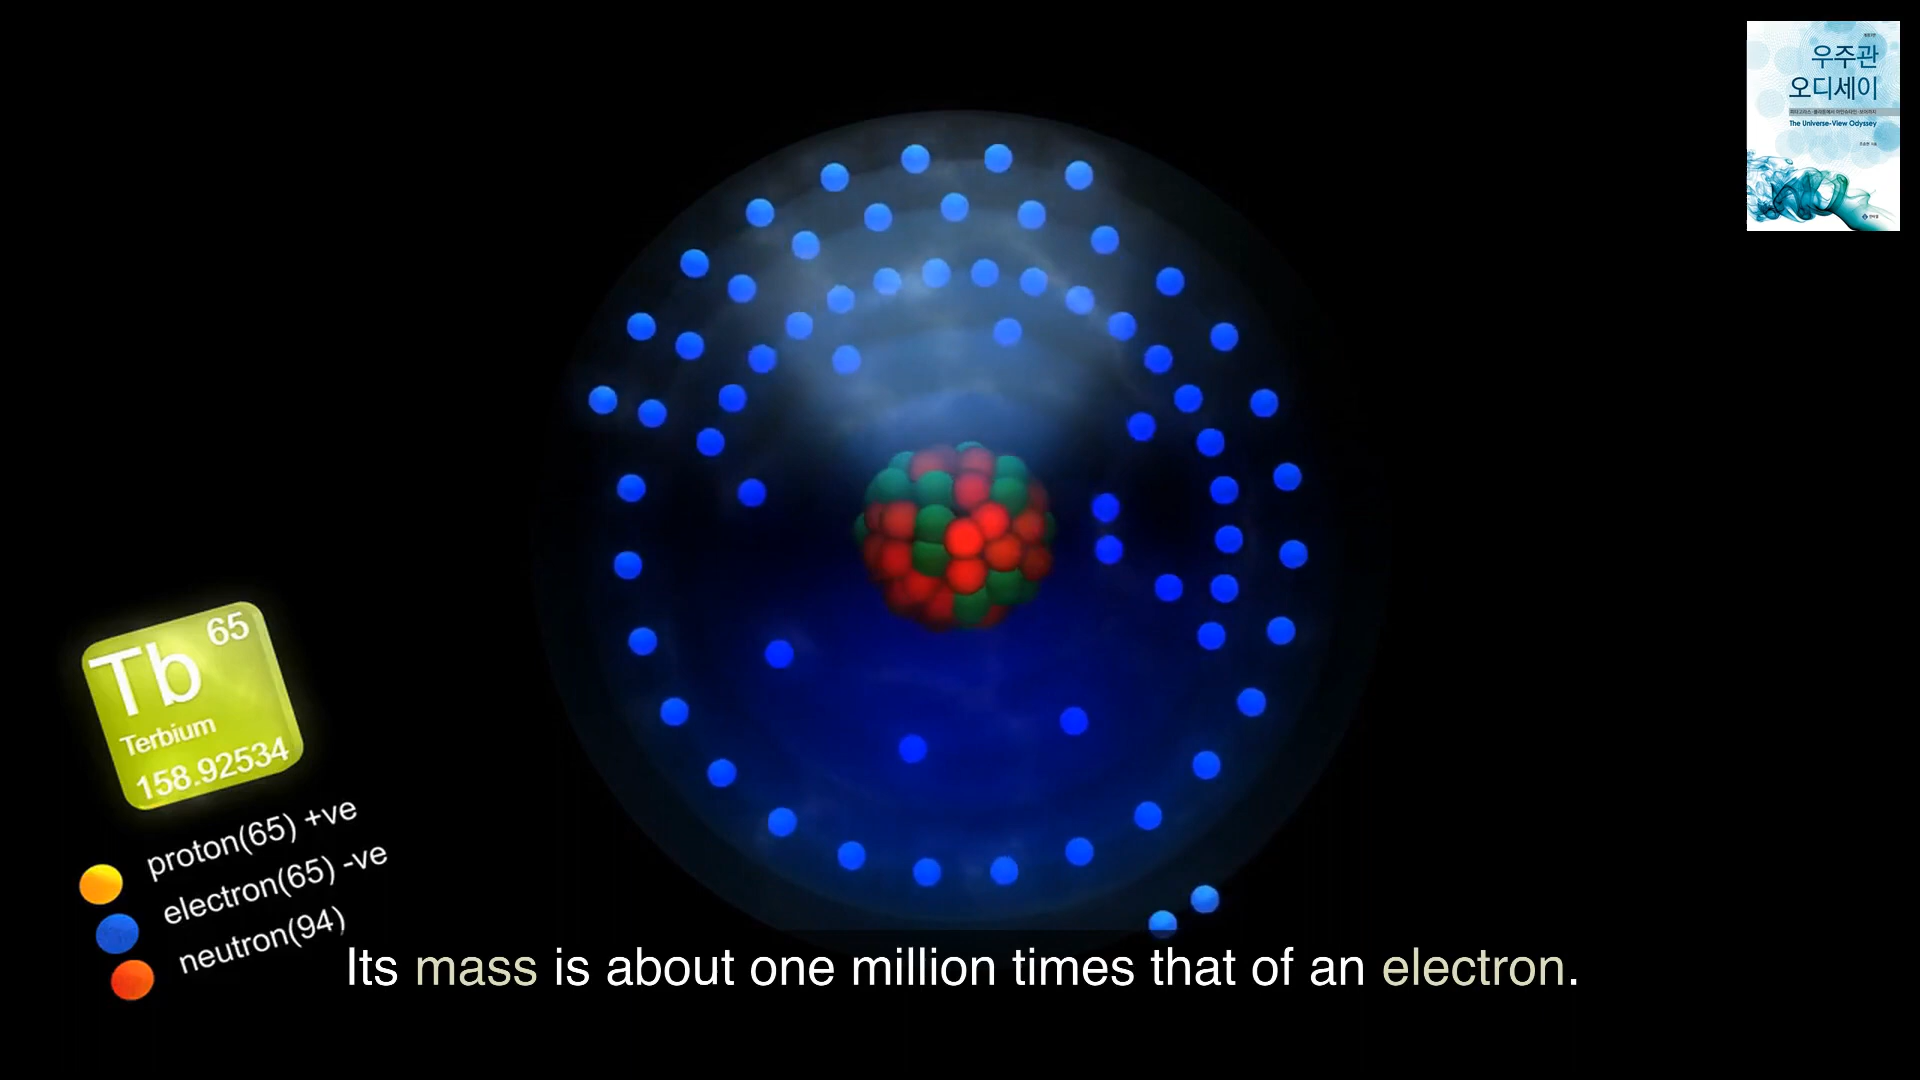 우주관
오디세이
The Universe-View Odyssey
Tb 65
Terbium
158.92534
proton(65) +ve
electron(65) -ve
neutron(94)
Its mass is about one million times that of an electron.